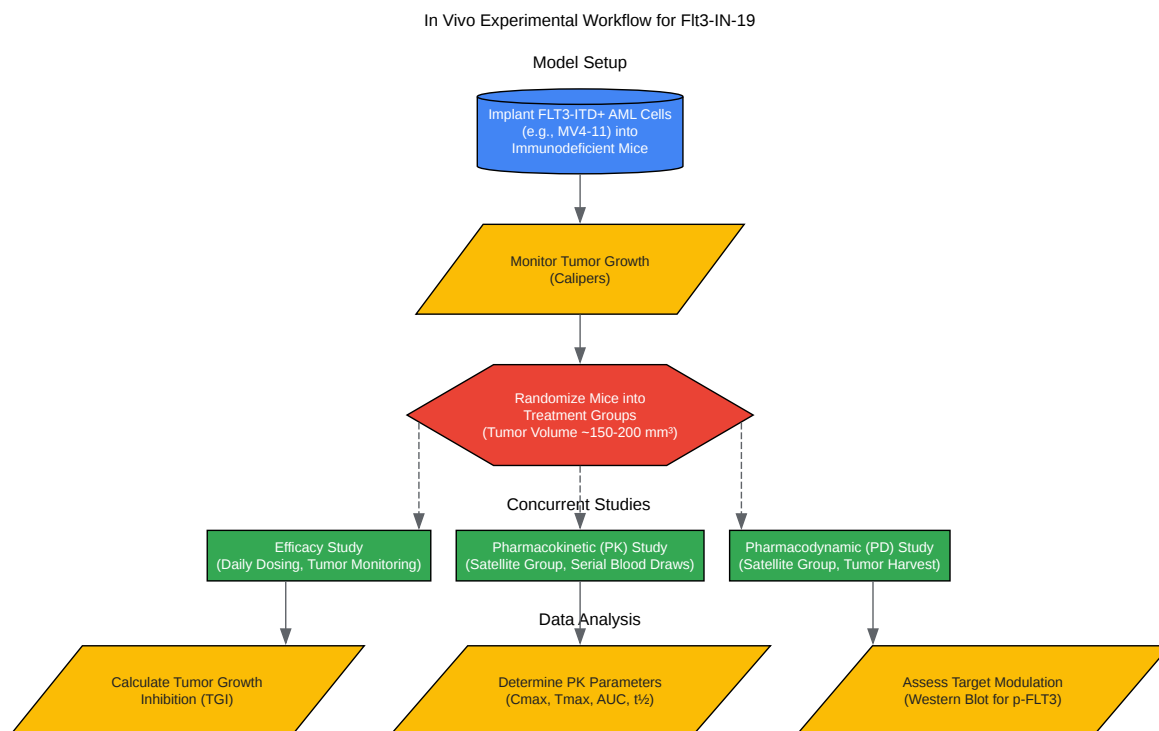 In Vivo Experimental Workflow for Flt3-IN-19
Model Setup
Implant FLT3-ITD+ AML Cells
(e.g., MV4-11) into
Immunodeficient Mice
Monitor Tumor Growth
(Calipers)
Randomize Mice into
Treatment Groups
(Tumor Volume ~150-200 mm³)
Concurrent Studies
Efficacy Study
(Daily Dosing, Tumor Monitoring)
Pharmacokinetic (PK) Study
(Satellite Group, Serial Blood Draws)
Pharmacodynamic (PD) Study
(Satellite Group, Tumor Harvest)
Data Analysis
Calculate Tumor Growth
Inhibition (TGI)
Determine PK Parameters
(Cmax, Tmax, AUC, t½)
Assess Target Modulation
(Western Blot for p-FLT3)